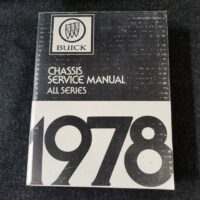 BUICK
CHASSIS
SERVICE MANUAL
ALL SERIES
1978